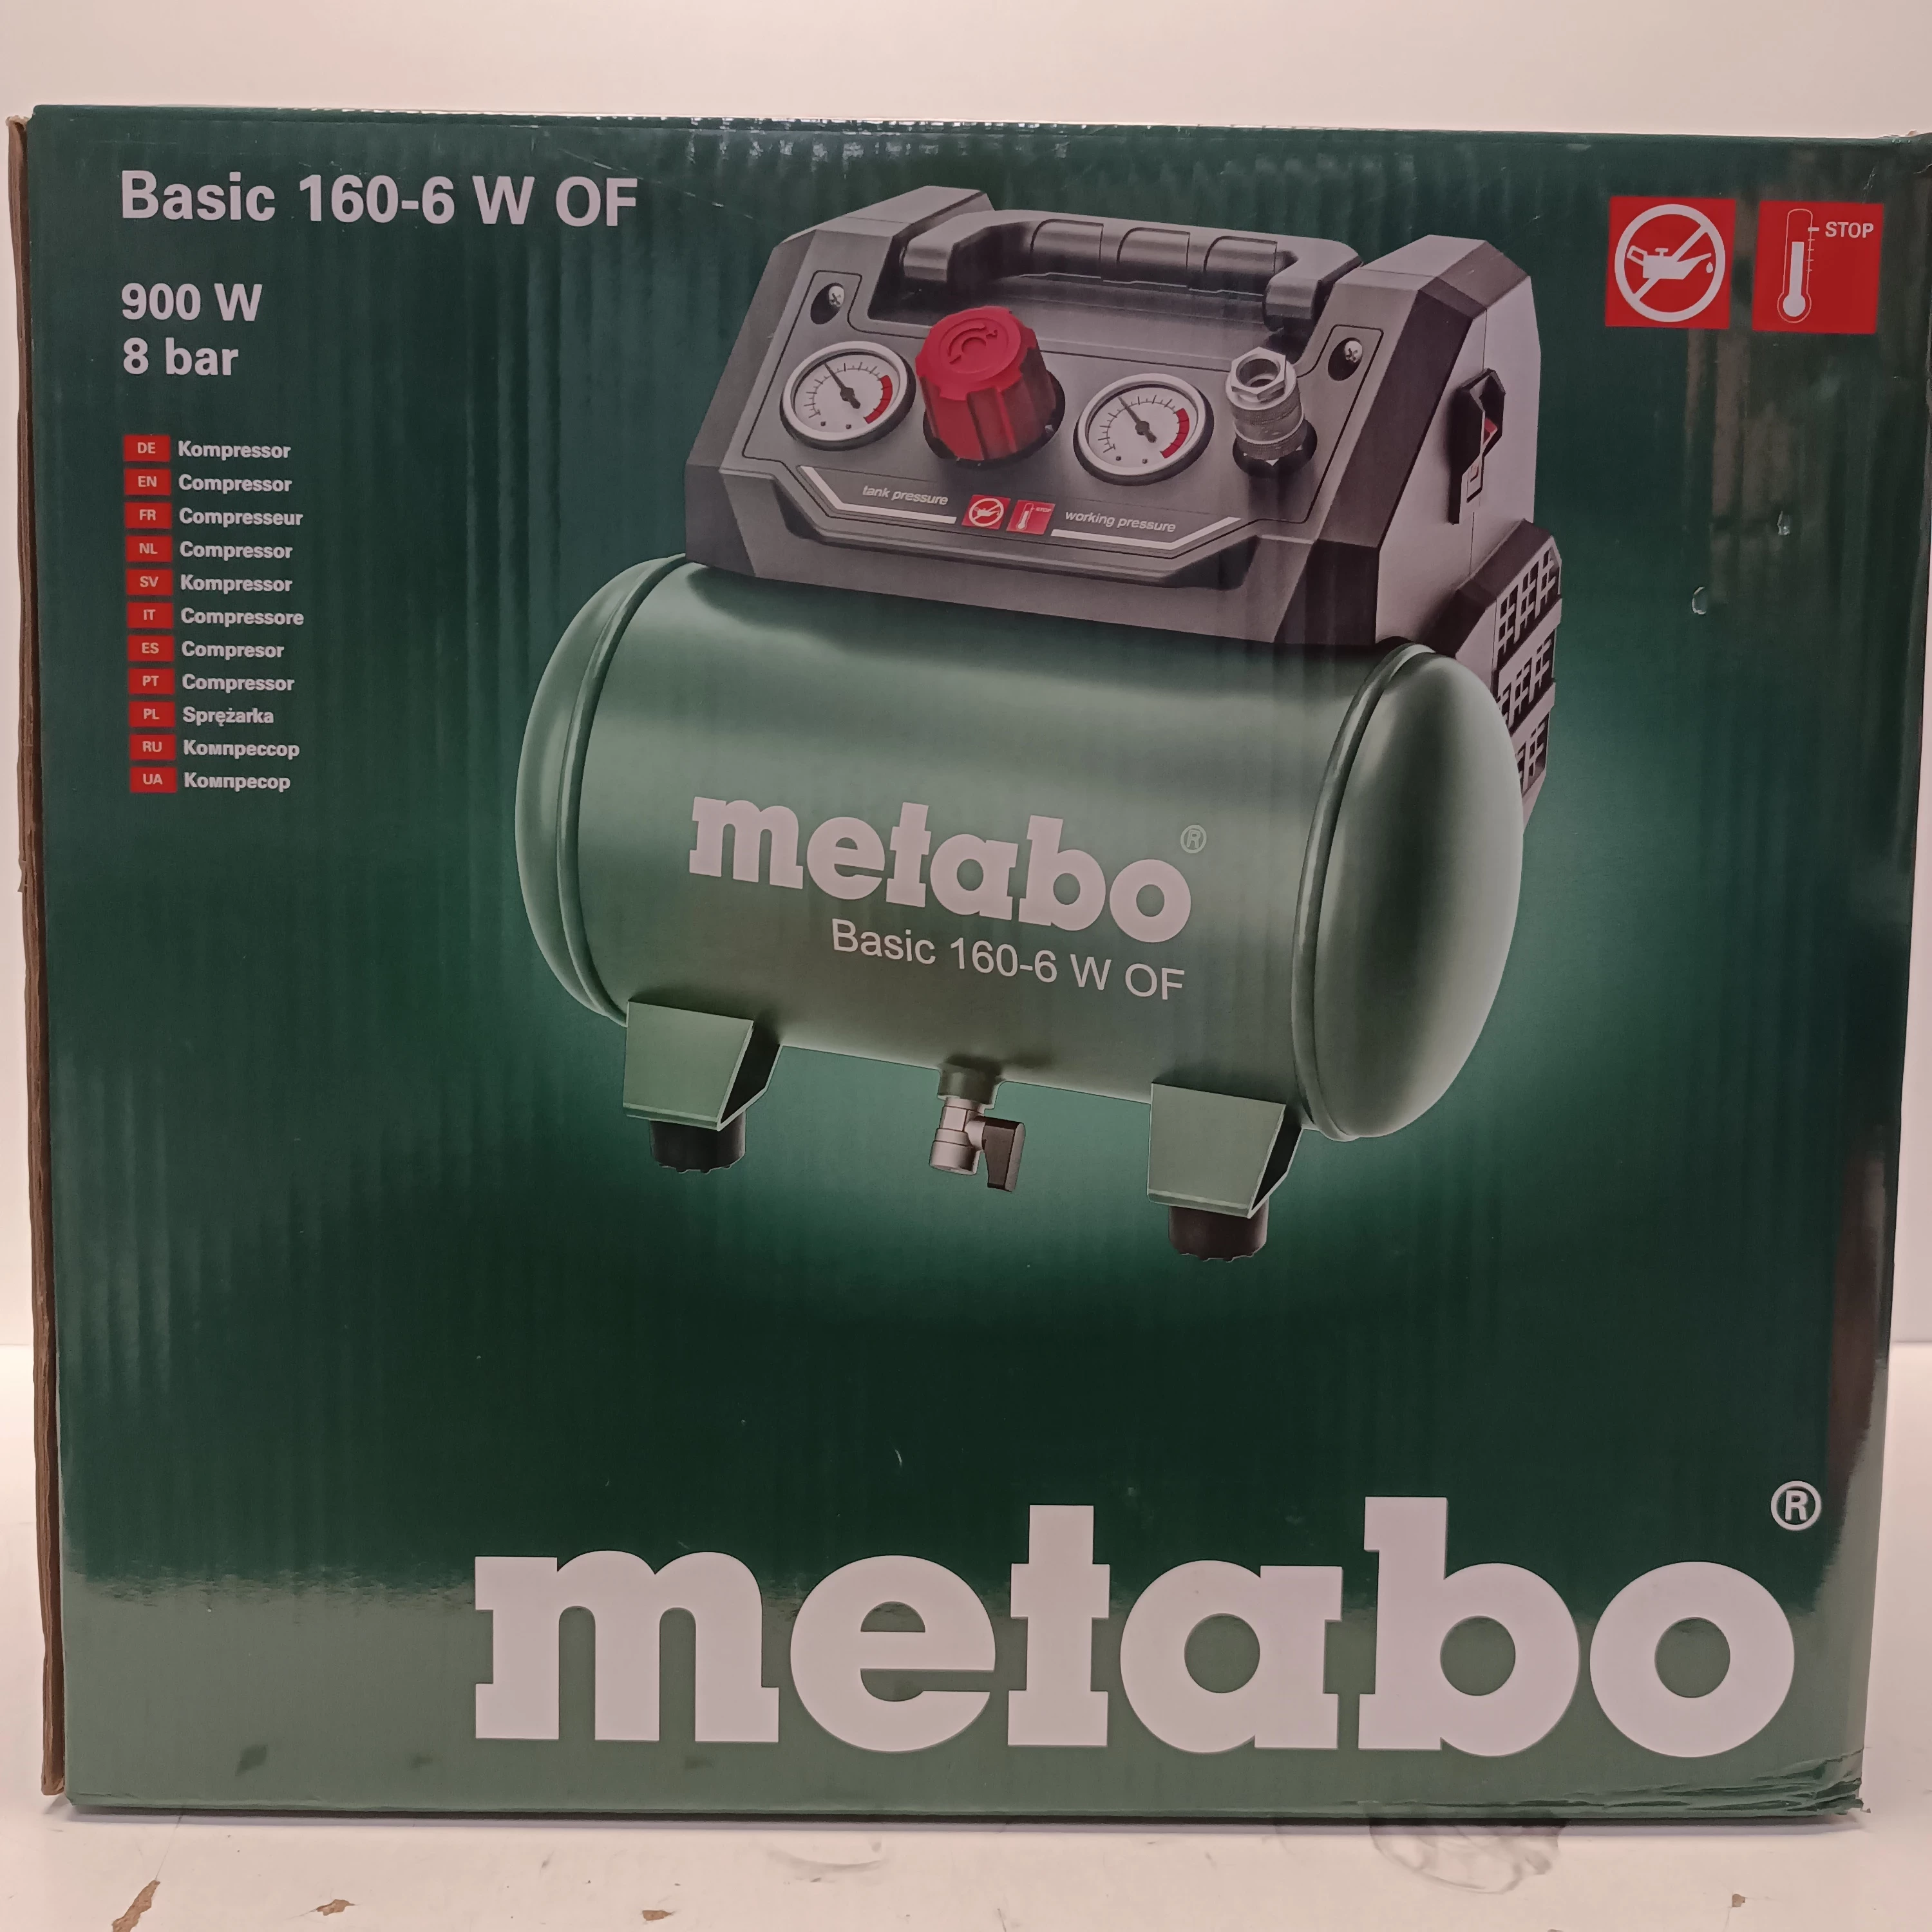 Basic 160-6 W OF
900 W
8 bar
DE Kompressor
EN Compressor
FR Compresseur
NL Compressor
SV Kompressor
IT Compressore
ES Compresor
PT Compressor
PL Sprężarka
RU Компрессор
UA Компресор
STOP
tank pressure
STOP
working pressure
metabo®
Basic 160-6 W OF
metabo®